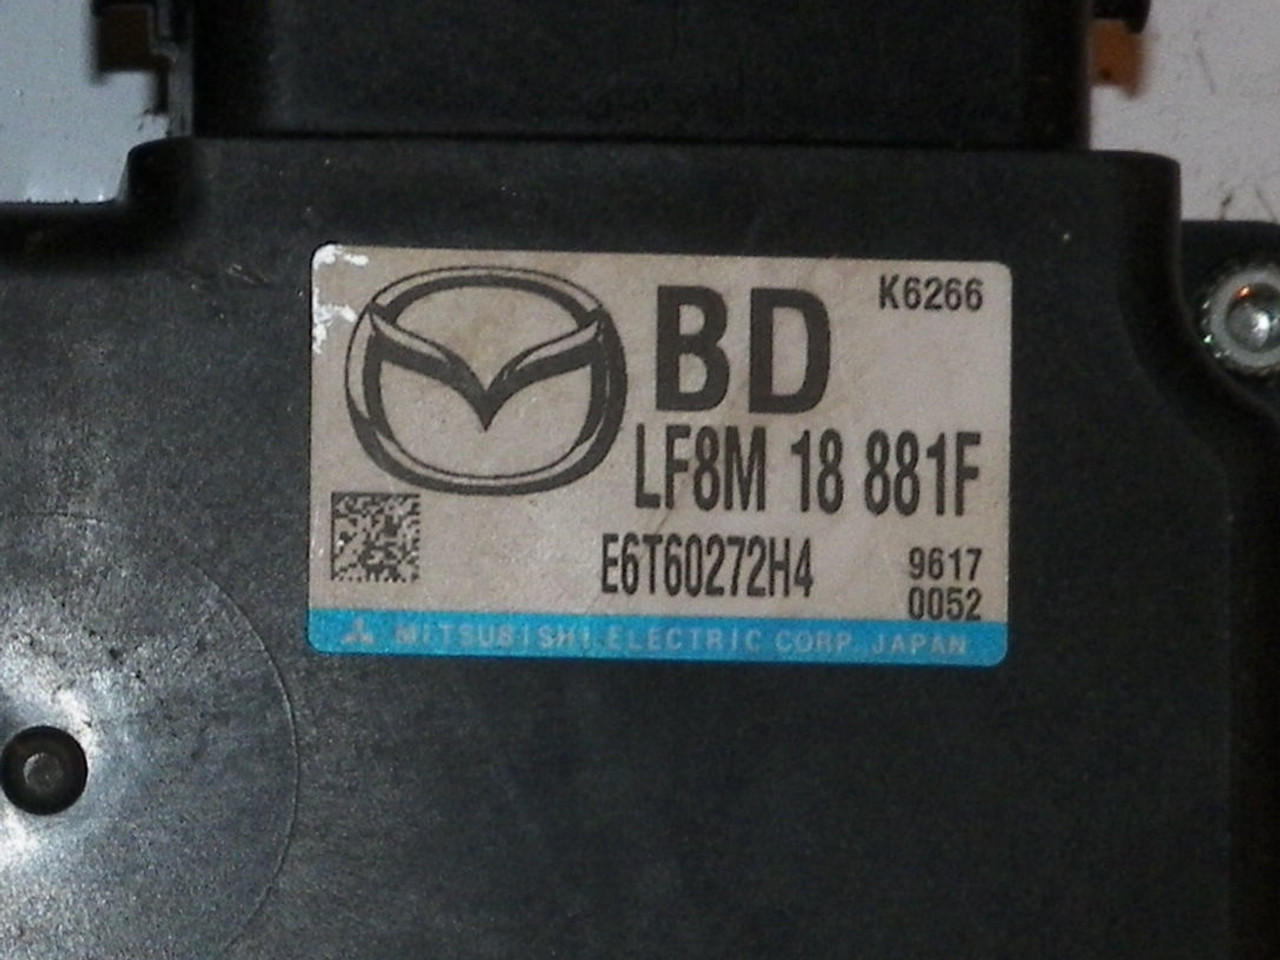 K6266
BD
LF8M 18 881F
E6T60272H4
9617
0052
MITSUBISHI ELECTRIC CORP. JAPAN